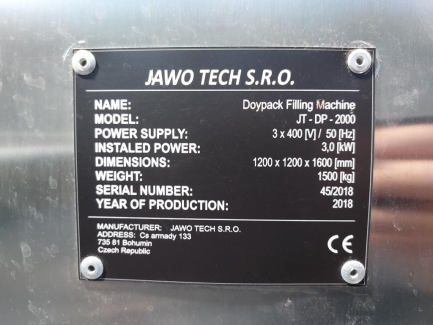 JAWO TECH S.R.O.
NAME: Doypack Filling Machine
MODEL: JT - DP - 2000
POWER SUPPLY: 3 x 400 [V] / 50 [Hz]
INSTALED POWER: 3,0 [kW]
DIMENSIONS: 1200 x 1200 x 1600 [mm]
WEIGHT: 1500 [kg]
SERIAL NUMBER: 45/2018
YEAR OF PRODUCTION: 2018
MANUFACTURER: JAWO TECH S.R.O.
ADDRESS: Cs armady 133
735 81 Bohumin
Czech Republic
CE